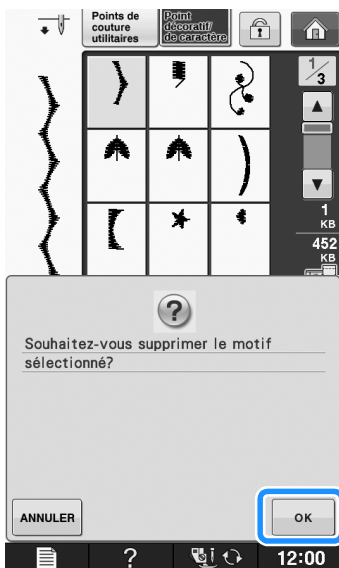 Points de
couture
utilitaires
Point
décoratif/
de caractère
1/3
1
KB
452
KB
Souhaitez-vous supprimer le motif
sélectionné?
ANNULER
OK
?
12:00